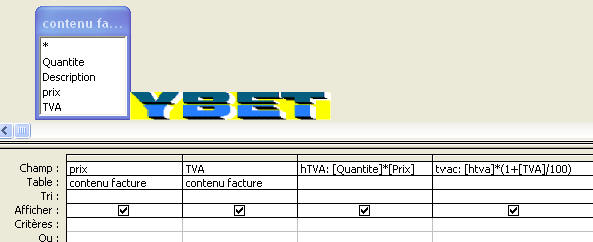 contenu fa...
*
Quantite
Description
prix
TVA
YBET
Champ : prix TVA hTVA: [Quantite]*[Prix] tvac: [htva]*(1+[TVA]/100)
Table : contenu facture contenu facture
Tri :
Afficher :
Critères :
Ou :